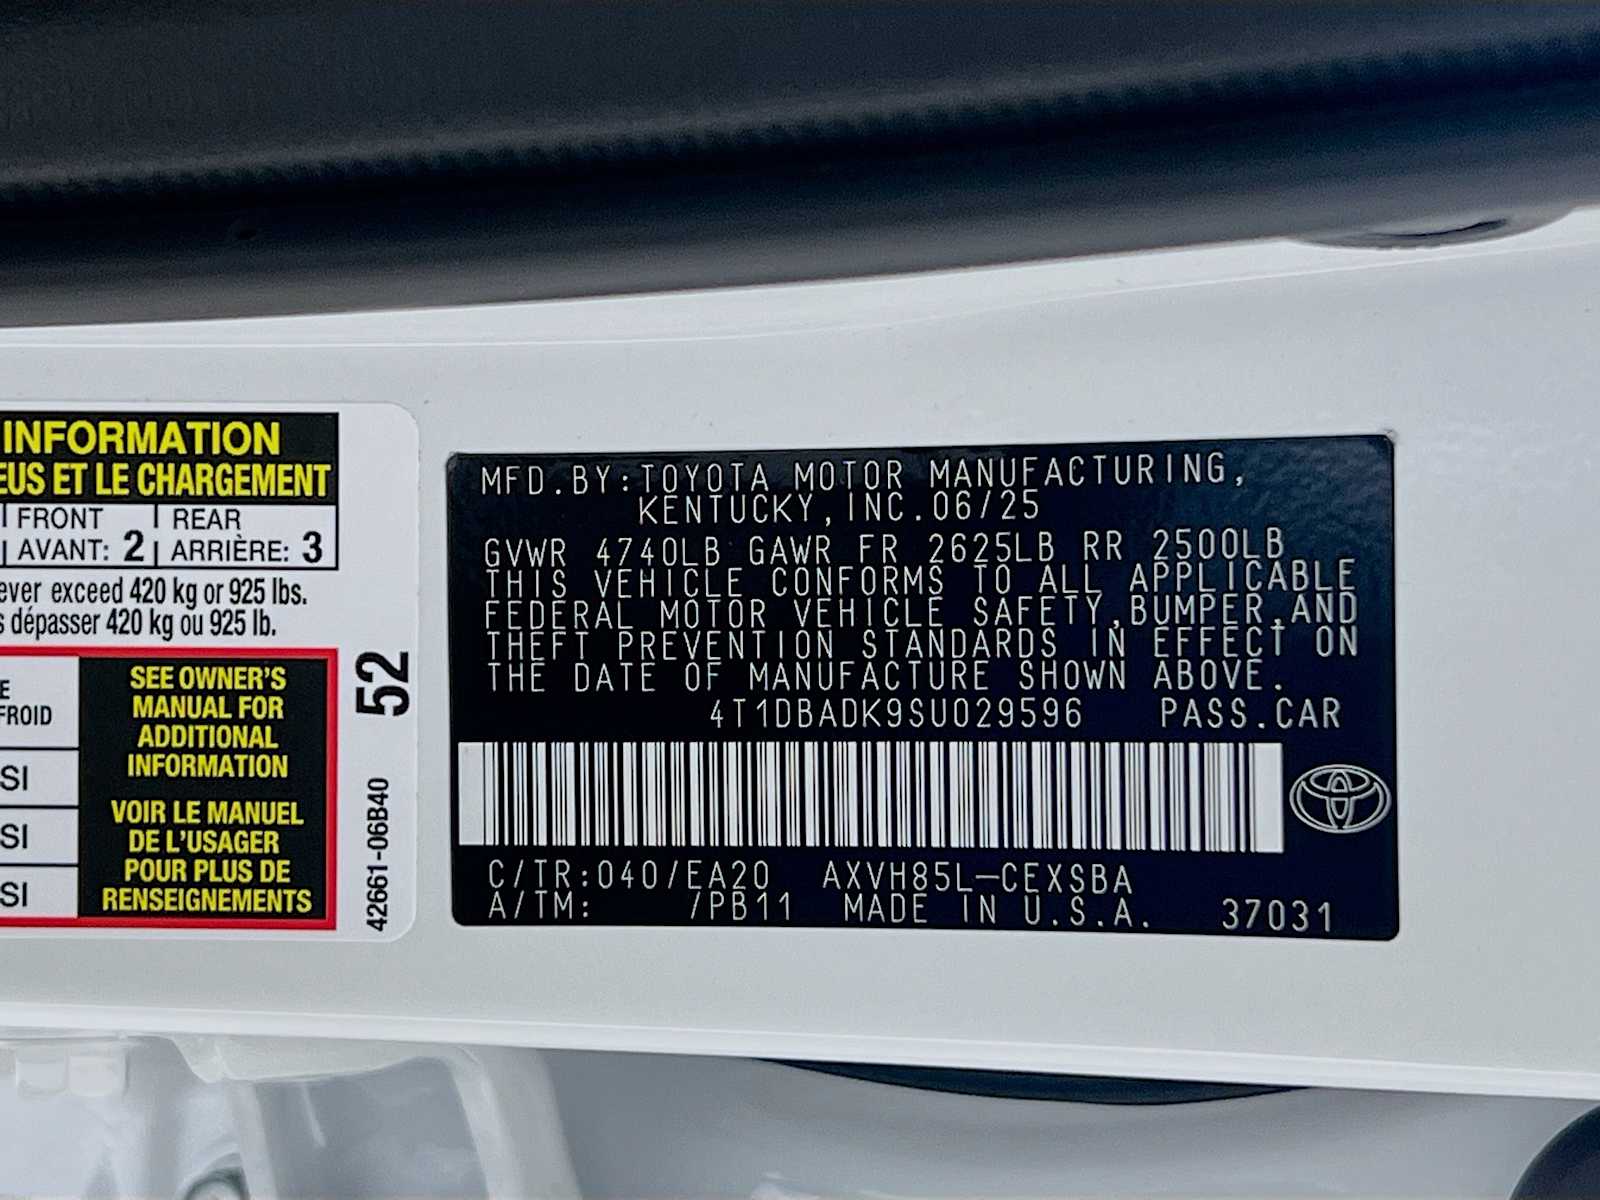 INFORMATION
EUS ET LE CHARGEMENT
FRONT REAR
AVANT: 2 ARRIÈRE: 3
ever exceed 420 kg or 925 lbs.
s dépasser 420 kg ou 925 lb.
E
FROID
SI
SI
SI
SEE OWNER'S
MANUAL FOR
ADDITIONAL
INFORMATION
VOIR LE MANUEL
DE L'USAGER
POUR PLUS DE
RENSEIGNEMENTS
52
42661-06B40
MFD.BY:TOYOTA MOTOR MANUFACTURING,
KENTUCKY,INC.06/25
GVWR 4740LB GAWR FR 2625LB RR 2500LB
THIS VEHICLE CONFORMS TO ALL APPLICABLE
FEDERAL MOTOR VEHICLE SAFETY,BUMPER,AND
THEFT PREVENTION STANDARDS IN EFFECT ON
THE DATE OF MANUFACTURE SHOWN ABOVE.
4T1DBADK9SU029596 PASS.CAR
C/TR:040/EA20 AXVH85L-CEXSBA
A/TM: /PB11 MADE IN U.S.A. 37031